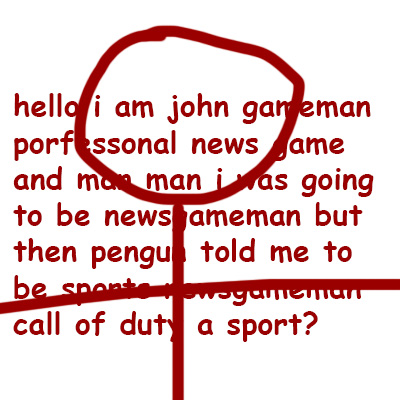 hello i am john gameman
porfessonal news game
and man man i was going
to be newsgameman but
then pengun told me to
be sports newsgameman
call of duty a sport?